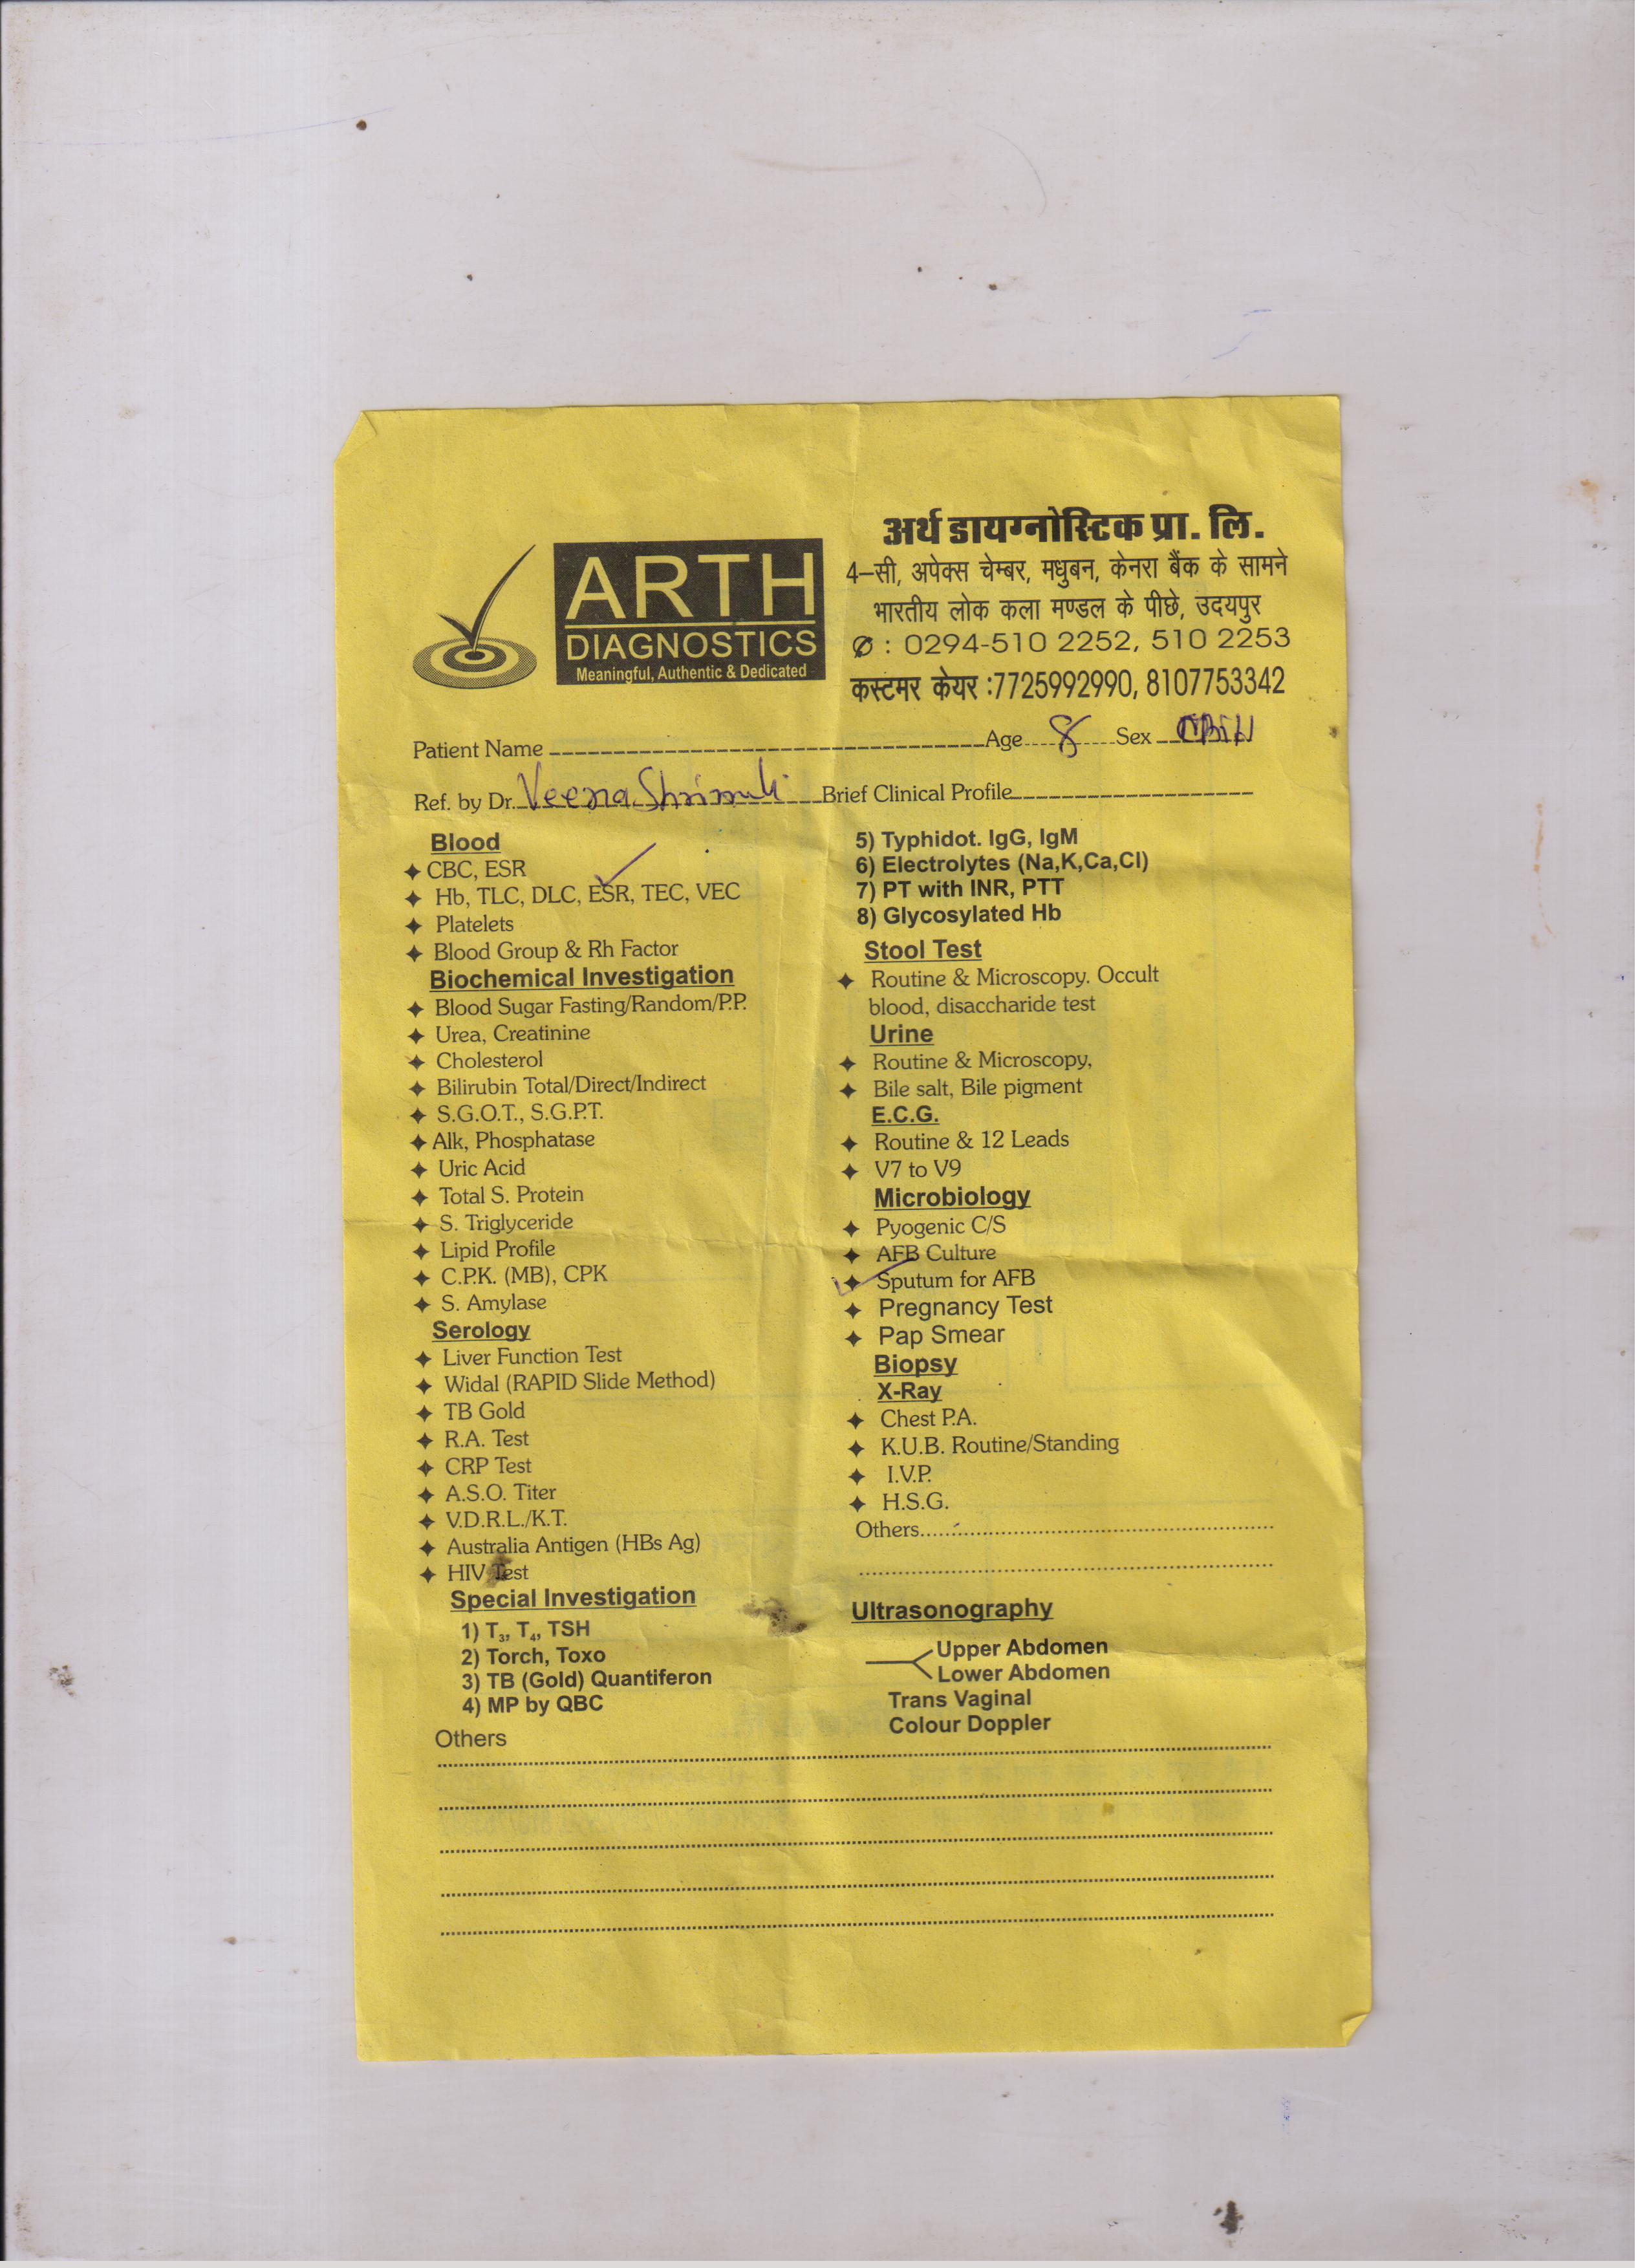 ARTH
DIAGNOSTICS
Meaningful, Authentic & Dedicated
अर्थ डायग्नोस्टिक प्रा. लि.
4–सी, अपेक्स चेम्बर, मधुबन, केनरा बैंक के सामने
भारतीय लोक कला मण्डल के पीछे, उदयपुर
✆ : 0294-510 2252, 510 2253
कस्टमर केयर :7725992990, 8107753342
Patient Name Age 8 Sex
Ref. by Dr. Veena Brief Clinical Profile
Blood
CBC, ESR
Hb, TLC, DLC, ESR, TEC, VEC
Platelets
Blood Group & Rh Factor
Biochemical Investigation
Blood Sugar Fasting/Random/P.P.
Urea, Creatinine
Cholesterol
Bilirubin Total/Direct/Indirect
S.G.O.T., S.G.P.T.
Alk, Phosphatase
Uric Acid
Total S. Protein
S. Triglyceride
Lipid Profile
C.P.K. (MB), CPK
S. Amylase
Serology
Liver Function Test
Widal (RAPID Slide Method)
TB Gold
R.A. Test
CRP Test
A.S.O. Titer
V.D.R.L./K.T.
Australia Antigen (HBs Ag)
HIV Test
Special Investigation
1) T₃, T₄, TSH
2) Torch, Toxo
3) TB (Gold) Quantiferon
4) MP by QBC
5) Typhidot. IgG, IgM
6) Electrolytes (Na,K,Ca,Cl)
7) PT with INR, PTT
8) Glycosylated Hb
Stool Test
Routine & Microscopy. Occult
blood, disaccharide test
Urine
Routine & Microscopy,
Bile salt, Bile pigment
E.C.G.
Routine & 12 Leads
V7 to V9
Microbiology
Pyogenic C/S
AFB Culture
Sputum for AFB
Pregnancy Test
Pap Smear
Biopsy
X-Ray
Chest P.A.
K.U.B. Routine/Standing
I.V.P.
H.S.G.
Others
Ultrasonography
Upper Abdomen
Lower Abdomen
Trans Vaginal
Colour Doppler
Others